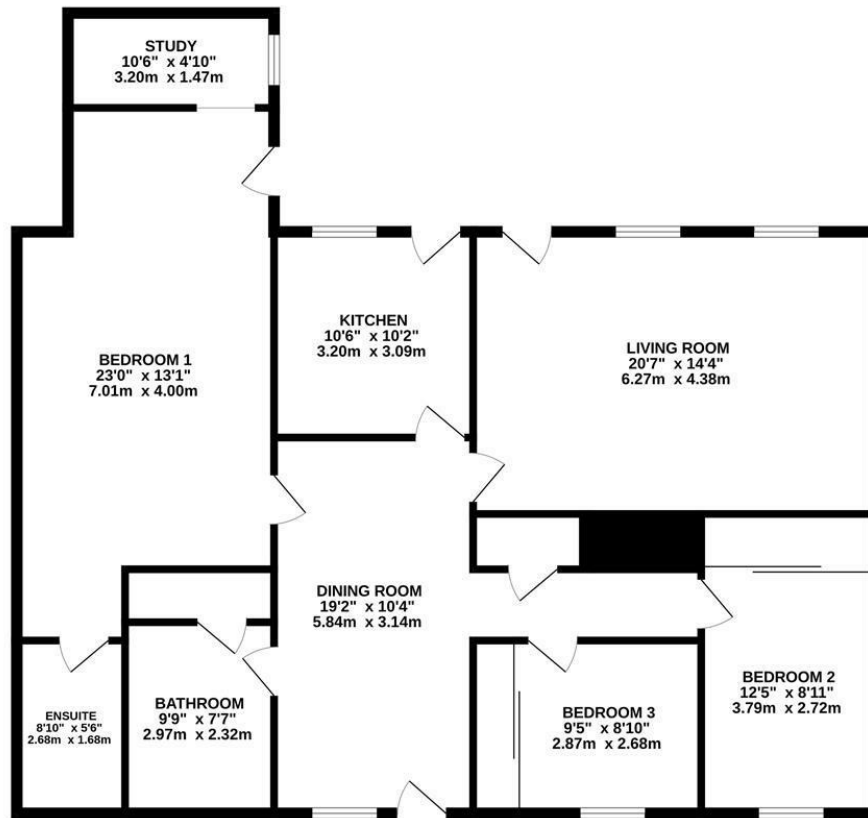 STUDY
10'6" x 4'10"
3.20m x 1.47m
KITCHEN
10'6" x 10'2"
3.20m x 3.09m
LIVING ROOM
20'7" x 14'4"
6.27m x 4.38m
BEDROOM 1
23'0" x 13'1"
7.01m x 4.00m
DINING ROOM
19'2" x 10'4"
5.84m x 3.14m
BEDROOM 2
12'5" x 8'11"
3.79m x 2.72m
BATHROOM
9'9" x 7'7"
2.97m x 2.32m
BEDROOM 3
9'5" x 8'10"
2.87m x 2.68m
ENSUITE
8'10" x 5'6"
2.68m x 1.68m